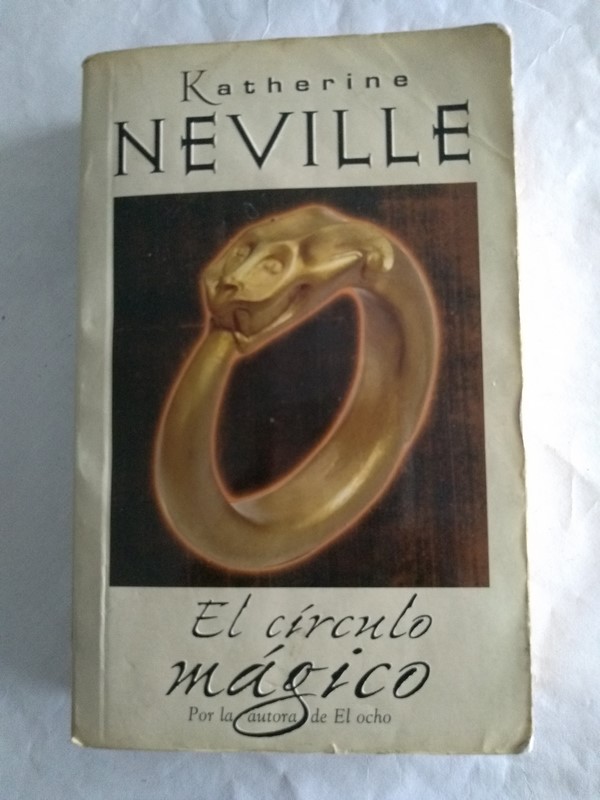 Katherine
NEVILLE
El círculo
mágico
Por la autora de El ocho